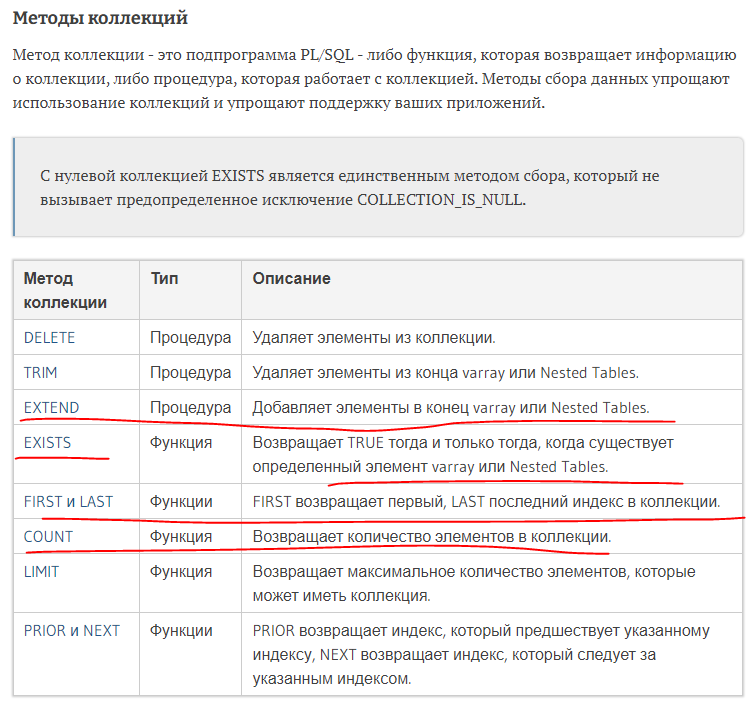 Методы коллекций
Метод коллекции - это подпрограмма PL/SQL - либо функция, которая возвращает информацию
о коллекции, либо процедура, которая работает с коллекцией. Методы сбора данных упрощают
использование коллекций и упрощают поддержку ваших приложений.
С нулевой коллекцией EXISTS является единственным методом сбора, который не
вызывает предопределенное исключение COLLECTION_IS_NULL.
Метод коллекции Тип Описание
DELETE Процедура Удаляет элементы из коллекции.
TRIM Процедура Удаляет элементы из конца varray или Nested Tables.
EXTEND Процедура Добавляет элементы в конец varray или Nested Tables.
EXISTS Функция Возвращает TRUE тогда и только тогда, когда существует
определенный элемент varray или Nested Tables.
FIRST и LAST Функции FIRST возвращает первый, LAST последний индекс в коллекции.
COUNT Функция Возвращает количество элементов в коллекции.
LIMIT Функция Возвращает максимальное количество элементов, которые
может иметь коллекция.
PRIOR и NEXT Функции PRIOR возвращает индекс, который предшествует указанному
индексу, NEXT возвращает индекс, который следует за
указанным индексом.